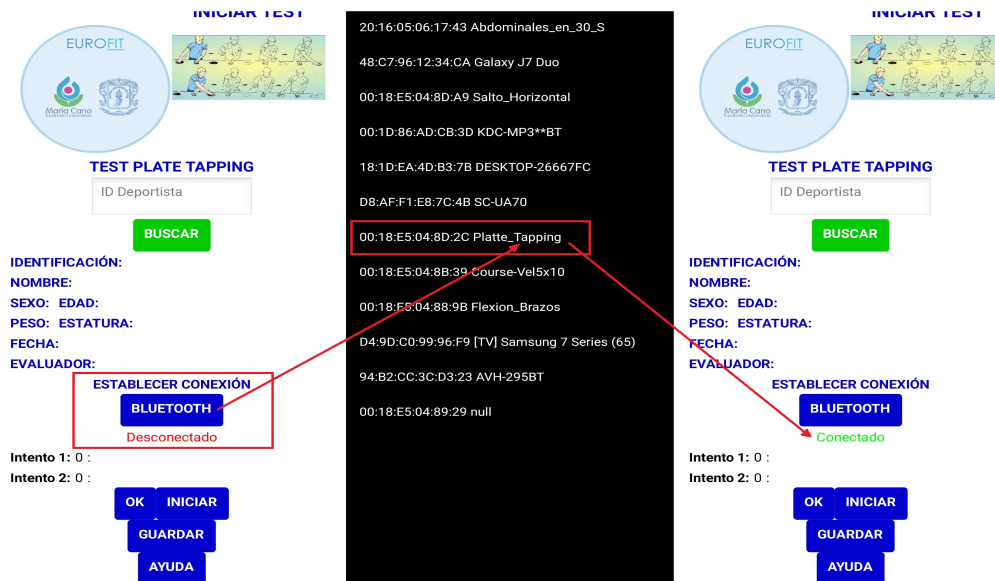 INICIAR TEST
EUROFIT
Maria Cano
TEST PLATE TAPPING
ID Deportista
BUSCAR
IDENTIFICACIÓN:
NOMBRE:
SEXO: EDAD:
PESO: ESTATURA:
FECHA:
EVALUADOR:
ESTABLECER CONEXIÓN
BLUETOOTH
Desconectado
Intento 1: 0 :
Intento 2: 0 :
OK INICIAR
GUARDAR
AYUDA
20:16:05:06:17:43 Abdominales_en_30_S
48:C7:96:12:34:CA Galaxy J7 Duo
00:18:E5:04:8D:A9 Salto_Horizontal
00:1D:86:AD:CB:3D KDC-MP3**BT
18:1D:EA:4D:B3:7B DESKTOP-26667FC
D8:AF:F1:E8:7C:4B SC-UA70
00:18:E5:04:8D:2C Platte_Tapping
00:18:E5:04:8B:39 Course-Vel5x10
00:18:E5:04:88:9B Flexion_Brazos
D4:9D:C0:99:96:F9 [TV] Samsung 7 Series (65)
94:B2:CC:3C:D3:23 AVH-295BT
00:18:E5:04:89:29 null
INICIAR TEST
EUROFIT
Maria Cano
TEST PLATE TAPPING
ID Deportista
BUSCAR
IDENTIFICACIÓN:
NOMBRE:
SEXO: EDAD:
PESO: ESTATURA:
FECHA:
EVALUADOR:
ESTABLECER CONEXIÓN
BLUETOOTH
Conectado
Intento 1: 0 :
Intento 2: 0 :
OK INICIAR
GUARDAR
AYUDA